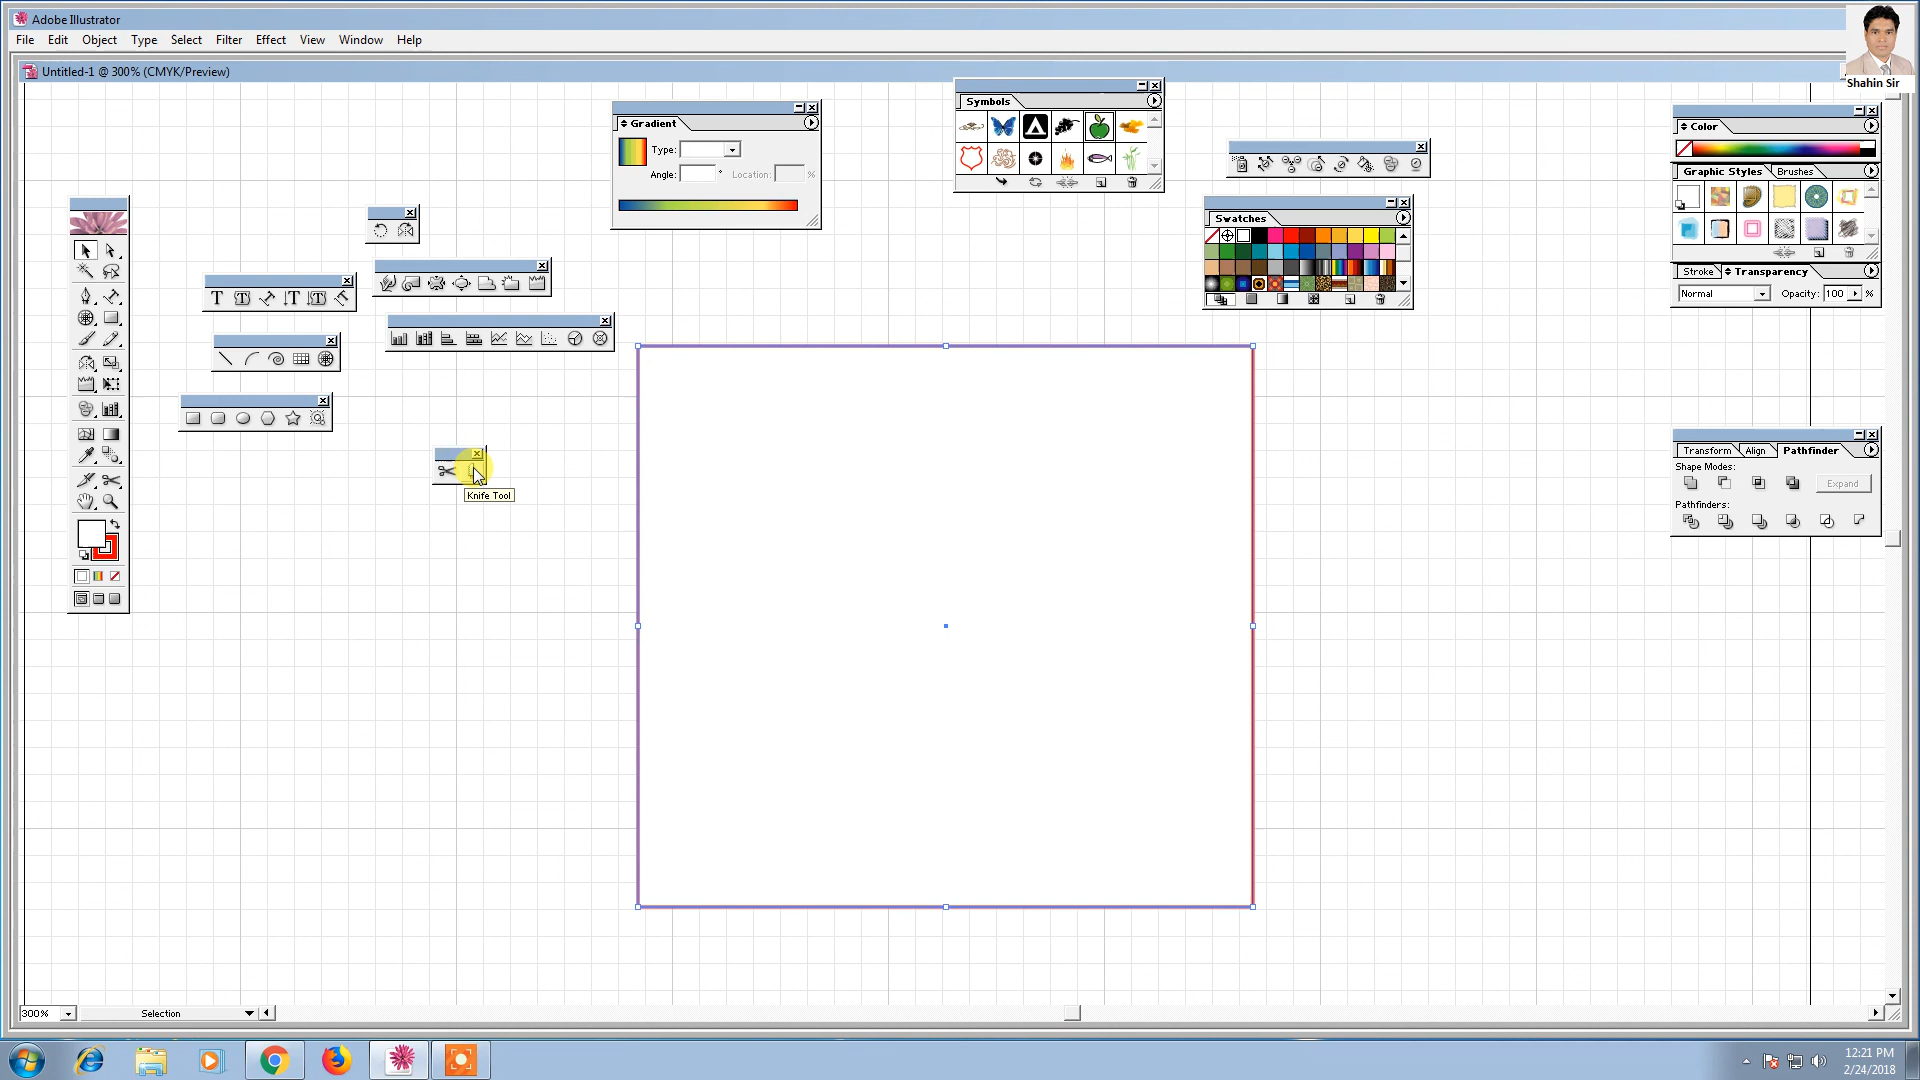 Adobe Illustrator
File Edit Object Type Select Filter Effect View Window Help
Shahin Sir
Untitled-1 @ 300% (CMYK/Preview)
Symbols
Gradient
Type:
Angle: ° Location: %
Color
Graphic Styles Brushes
Swatches
Stroke Transparency
Normal Opacity: 100 %
Transform Align Pathfinder
Shape Modes:
Expand
Pathfinders:
Knife Tool
300% Selection
12:21 PM
2/24/2018